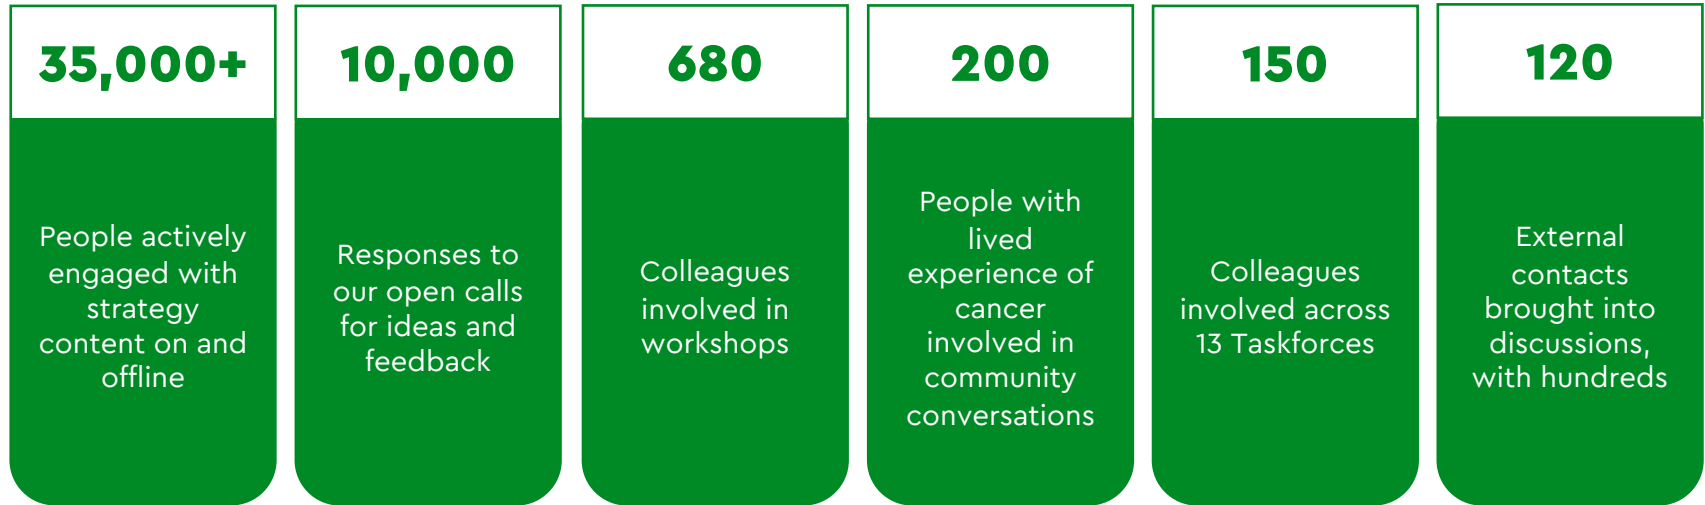 35,000+
People actively
engaged with
strategy
content on and
offline
10,000
Responses to
our open calls
for ideas and
feedback
680
Colleagues
involved in
workshops
200
People with
lived
experience of
cancer
involved in
community
conversations
150
Colleagues
involved across
13 Taskforces
120
External
contacts
brought into
discussions,
with hundreds